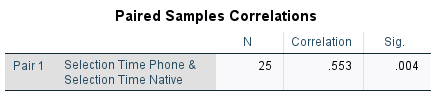 Paired Samples Correlations
N Correlation Sig.
Pair 1 Selection Time Phone & 25 .553 .004
Selection Time Native